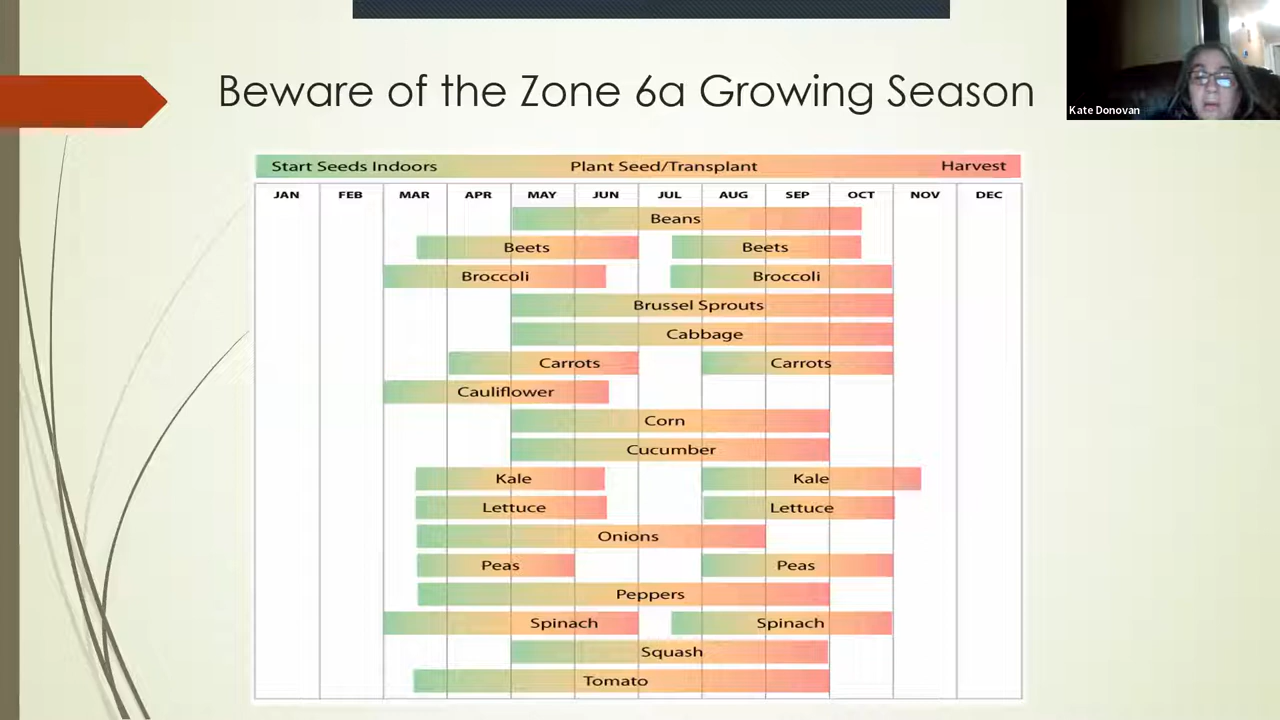 Beware of the Zone 6a Growing Season
Kate Donovan
Start Seeds Indoors Plant Seed/Transplant Harvest
JAN FEB MAR APR MAY JUN JUL AUG SEP OCT NOV DEC
Beans
Beets Beets
Broccoli Broccoli
Brussel Sprouts
Cabbage
Carrots Carrots
Cauliflower
Corn
Cucumber
Kale Kale
Lettuce Lettuce
Onions
Peas Peas
Peppers
Spinach Spinach
Squash
Tomato